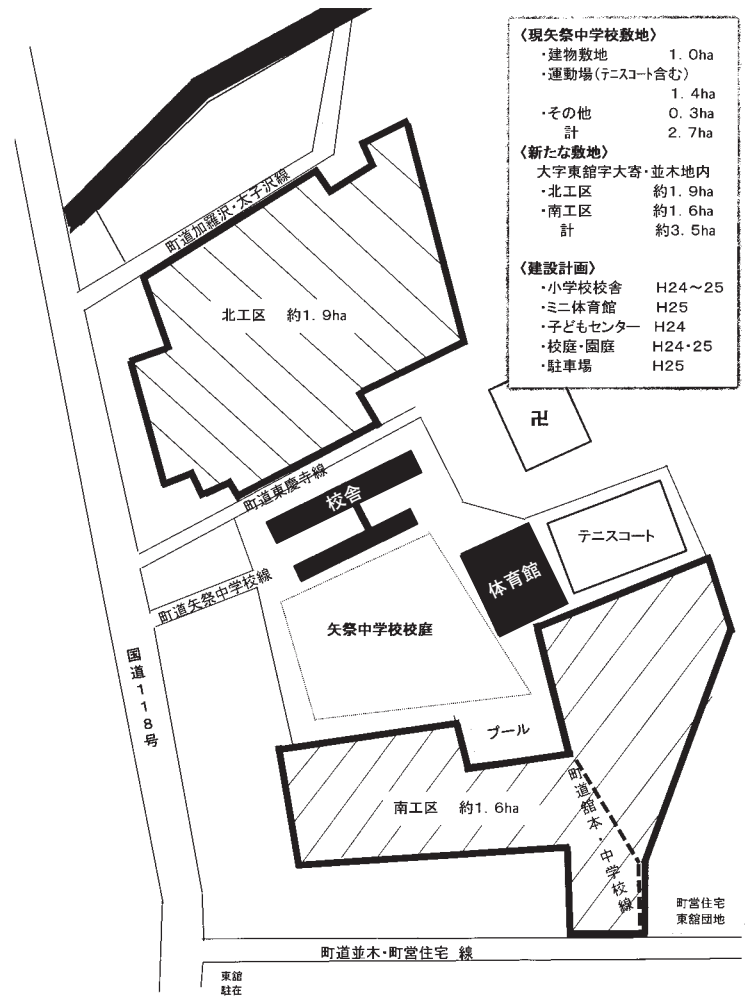 〈現矢祭中学校敷地〉
・建物敷地 1.0ha
・運動場(テニスコート含む)
1.4ha
・その他 0.3ha
計 2.7ha
〈新たな敷地〉
大字東舘字大寄・並木地内
・北工区 約1.9ha
・南工区 約1.6ha
計 約3.5ha
〈建設計画〉
・小学校校舎 H24～25
・ミニ体育館 H25
・子どもセンター H24
・校庭・園庭 H24・25
・駐車場 H25
町道加羅沢・太子沢線
北工区 約1.9ha
卍
町道東慶寺線
校舎
テニスコート
体育館
町道矢祭中学校線
矢祭中学校校庭
国道118号
プール
町道舘本・中学校線
南工区 約1.6ha
町営住宅
東舘団地
町道並木・町営住宅 線
東舘
駐在